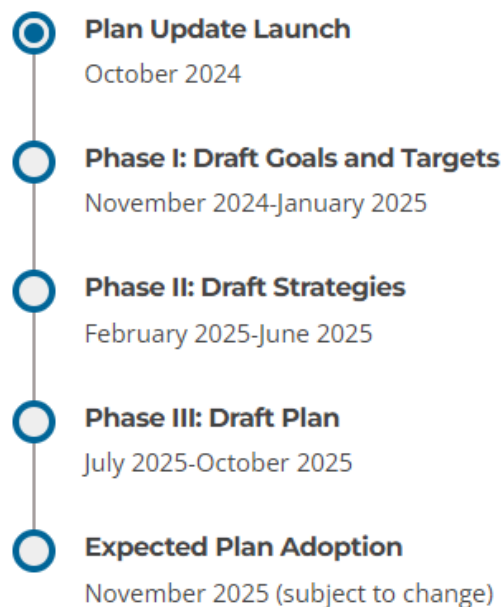 Plan Update Launch
October 2024
Phase I: Draft Goals and Targets
November 2024-January 2025
Phase II: Draft Strategies
February 2025-June 2025
Phase III: Draft Plan
July 2025-October 2025
Expected Plan Adoption
November 2025 (subject to change)